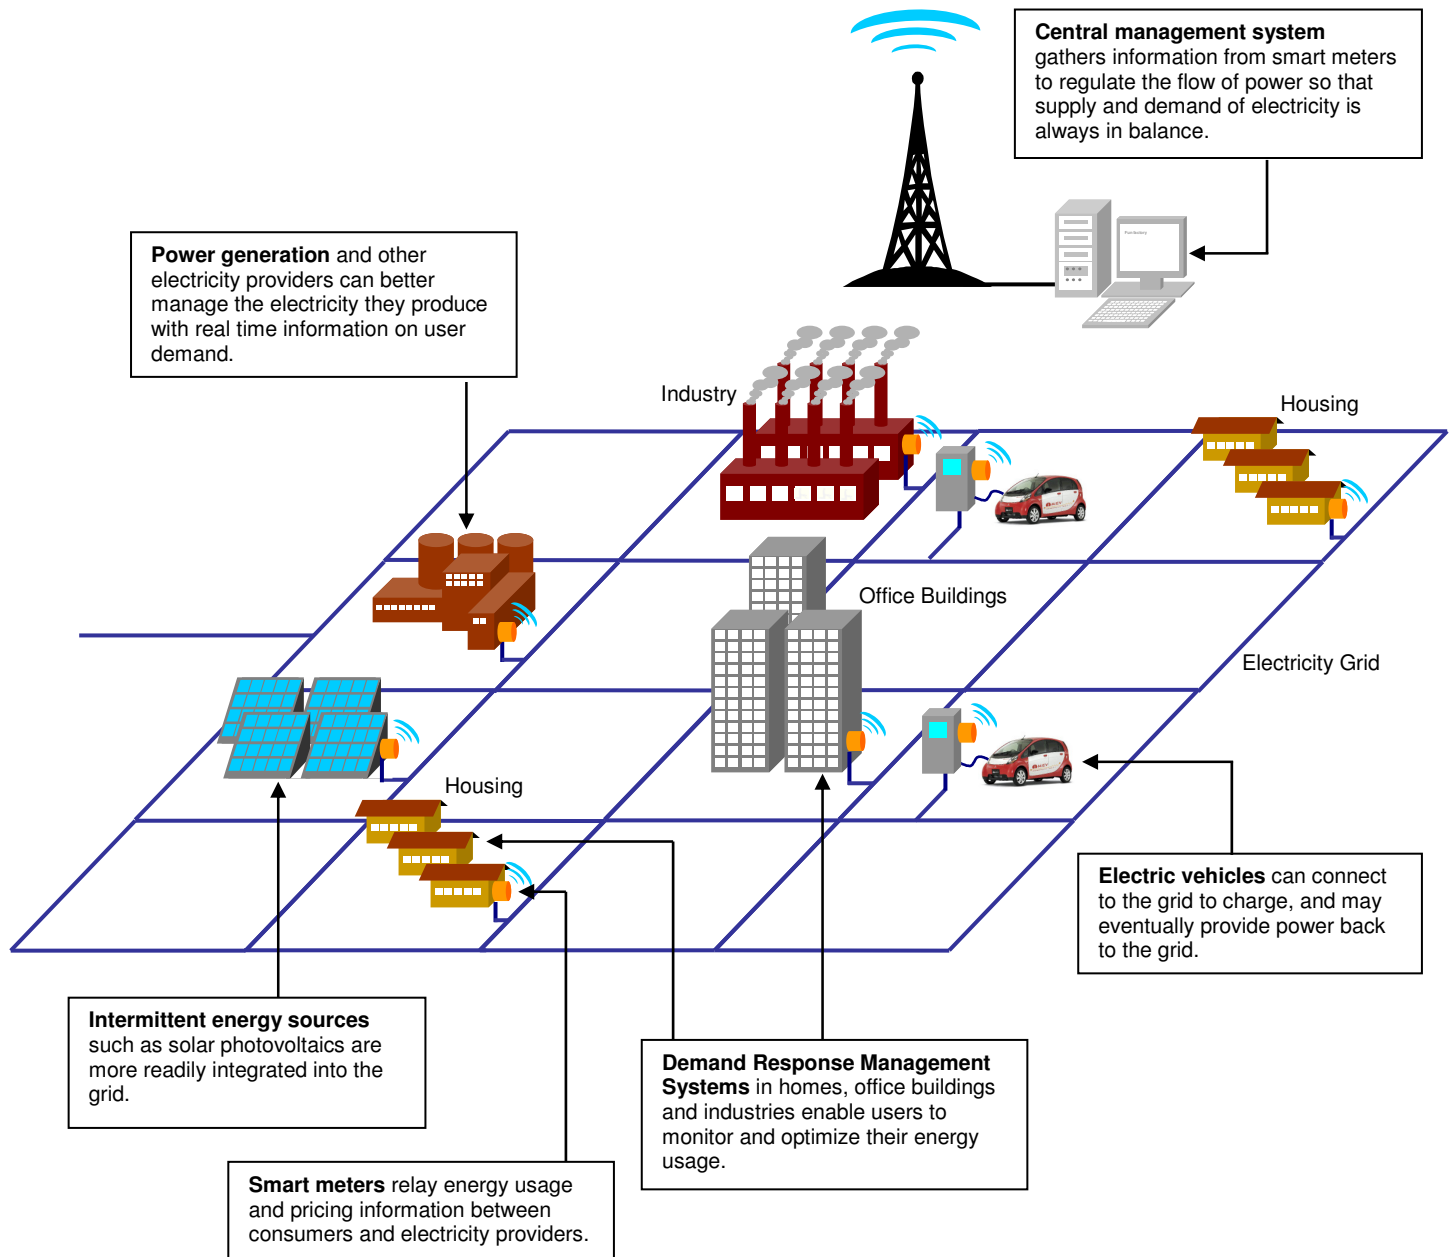 Central management system
gathers information from smart meters
to regulate the flow of power so that
supply and demand of electricity is
always in balance.
Power generation and other
electricity providers can better
manage the electricity they produce
with real time information on user
demand.
Industry
Housing
Office Buildings
Electricity Grid
Housing
Electric vehicles can connect
to the grid to charge, and may
eventually provide power back
to the grid.
Intermittent energy sources
such as solar photovoltaics are
more readily integrated into the
grid.
Demand Response Management
Systems in homes, office buildings
and industries enable users to
monitor and optimize their energy
usage.
Smart meters relay energy usage
and pricing information between
consumers and electricity providers.